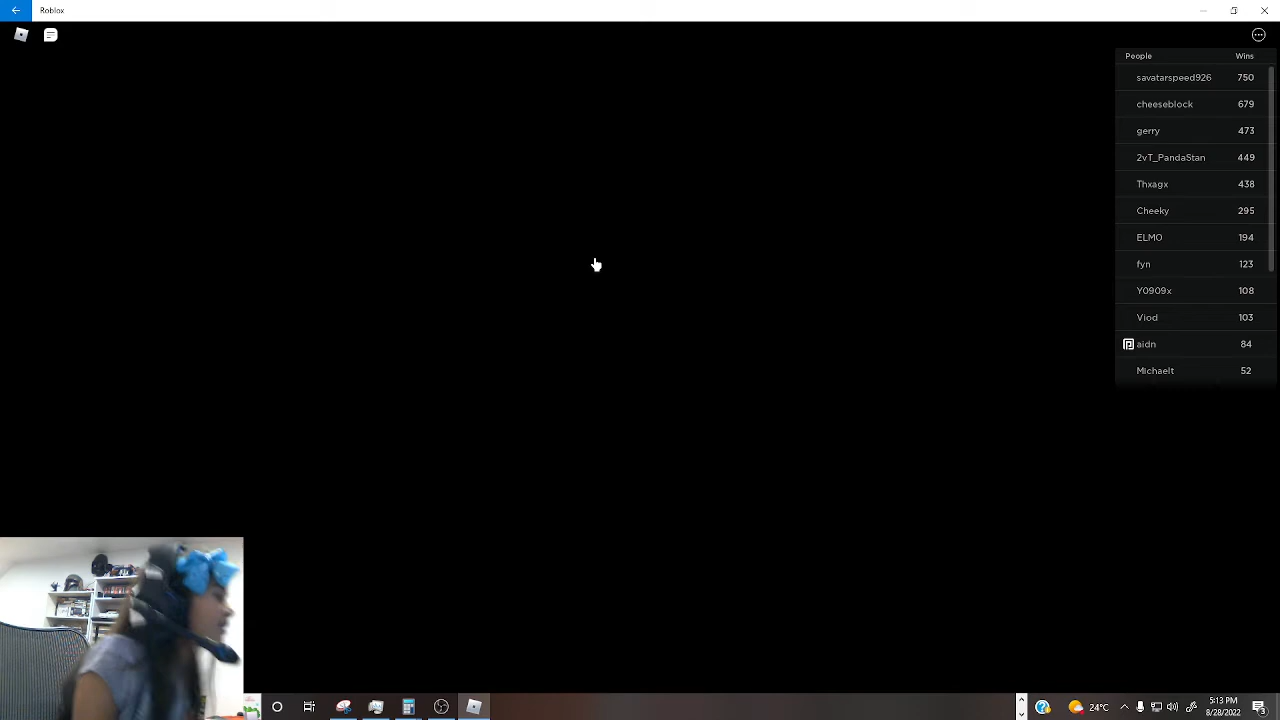 Roblox
People Wins
savatarspeed926 750
cheeseblock 679
gerry 473
2vT_PandaStan 449
Thxagx 438
Cheeky 295
ELMO 194
fyn 123
Y0909x 108
Viod 103
aidn 84
Michaelt 52
24°C
5:13 PM
8/28/2022